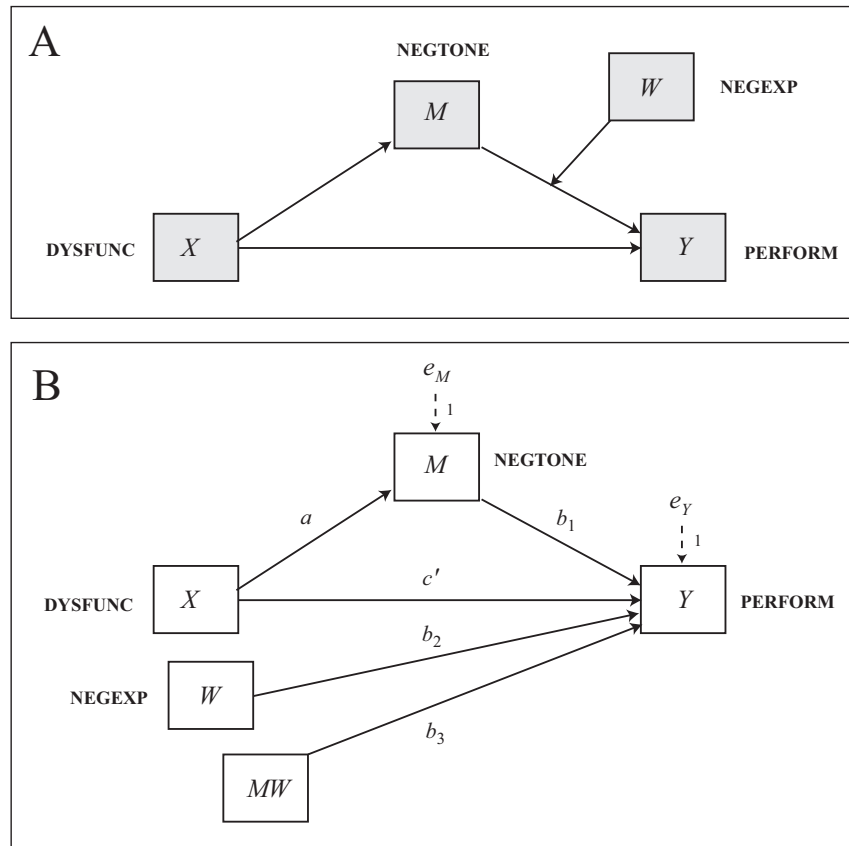 A
NEGTONE
M
W
NEGEXP
DYSFUNC
X
Y
PERFORM
B
e_M
1
M
NEGTONE
e_Y
1
a
b_1
DYSFUNC
X
c′
Y
PERFORM
b_2
NEGEXP
W
b_3
MW